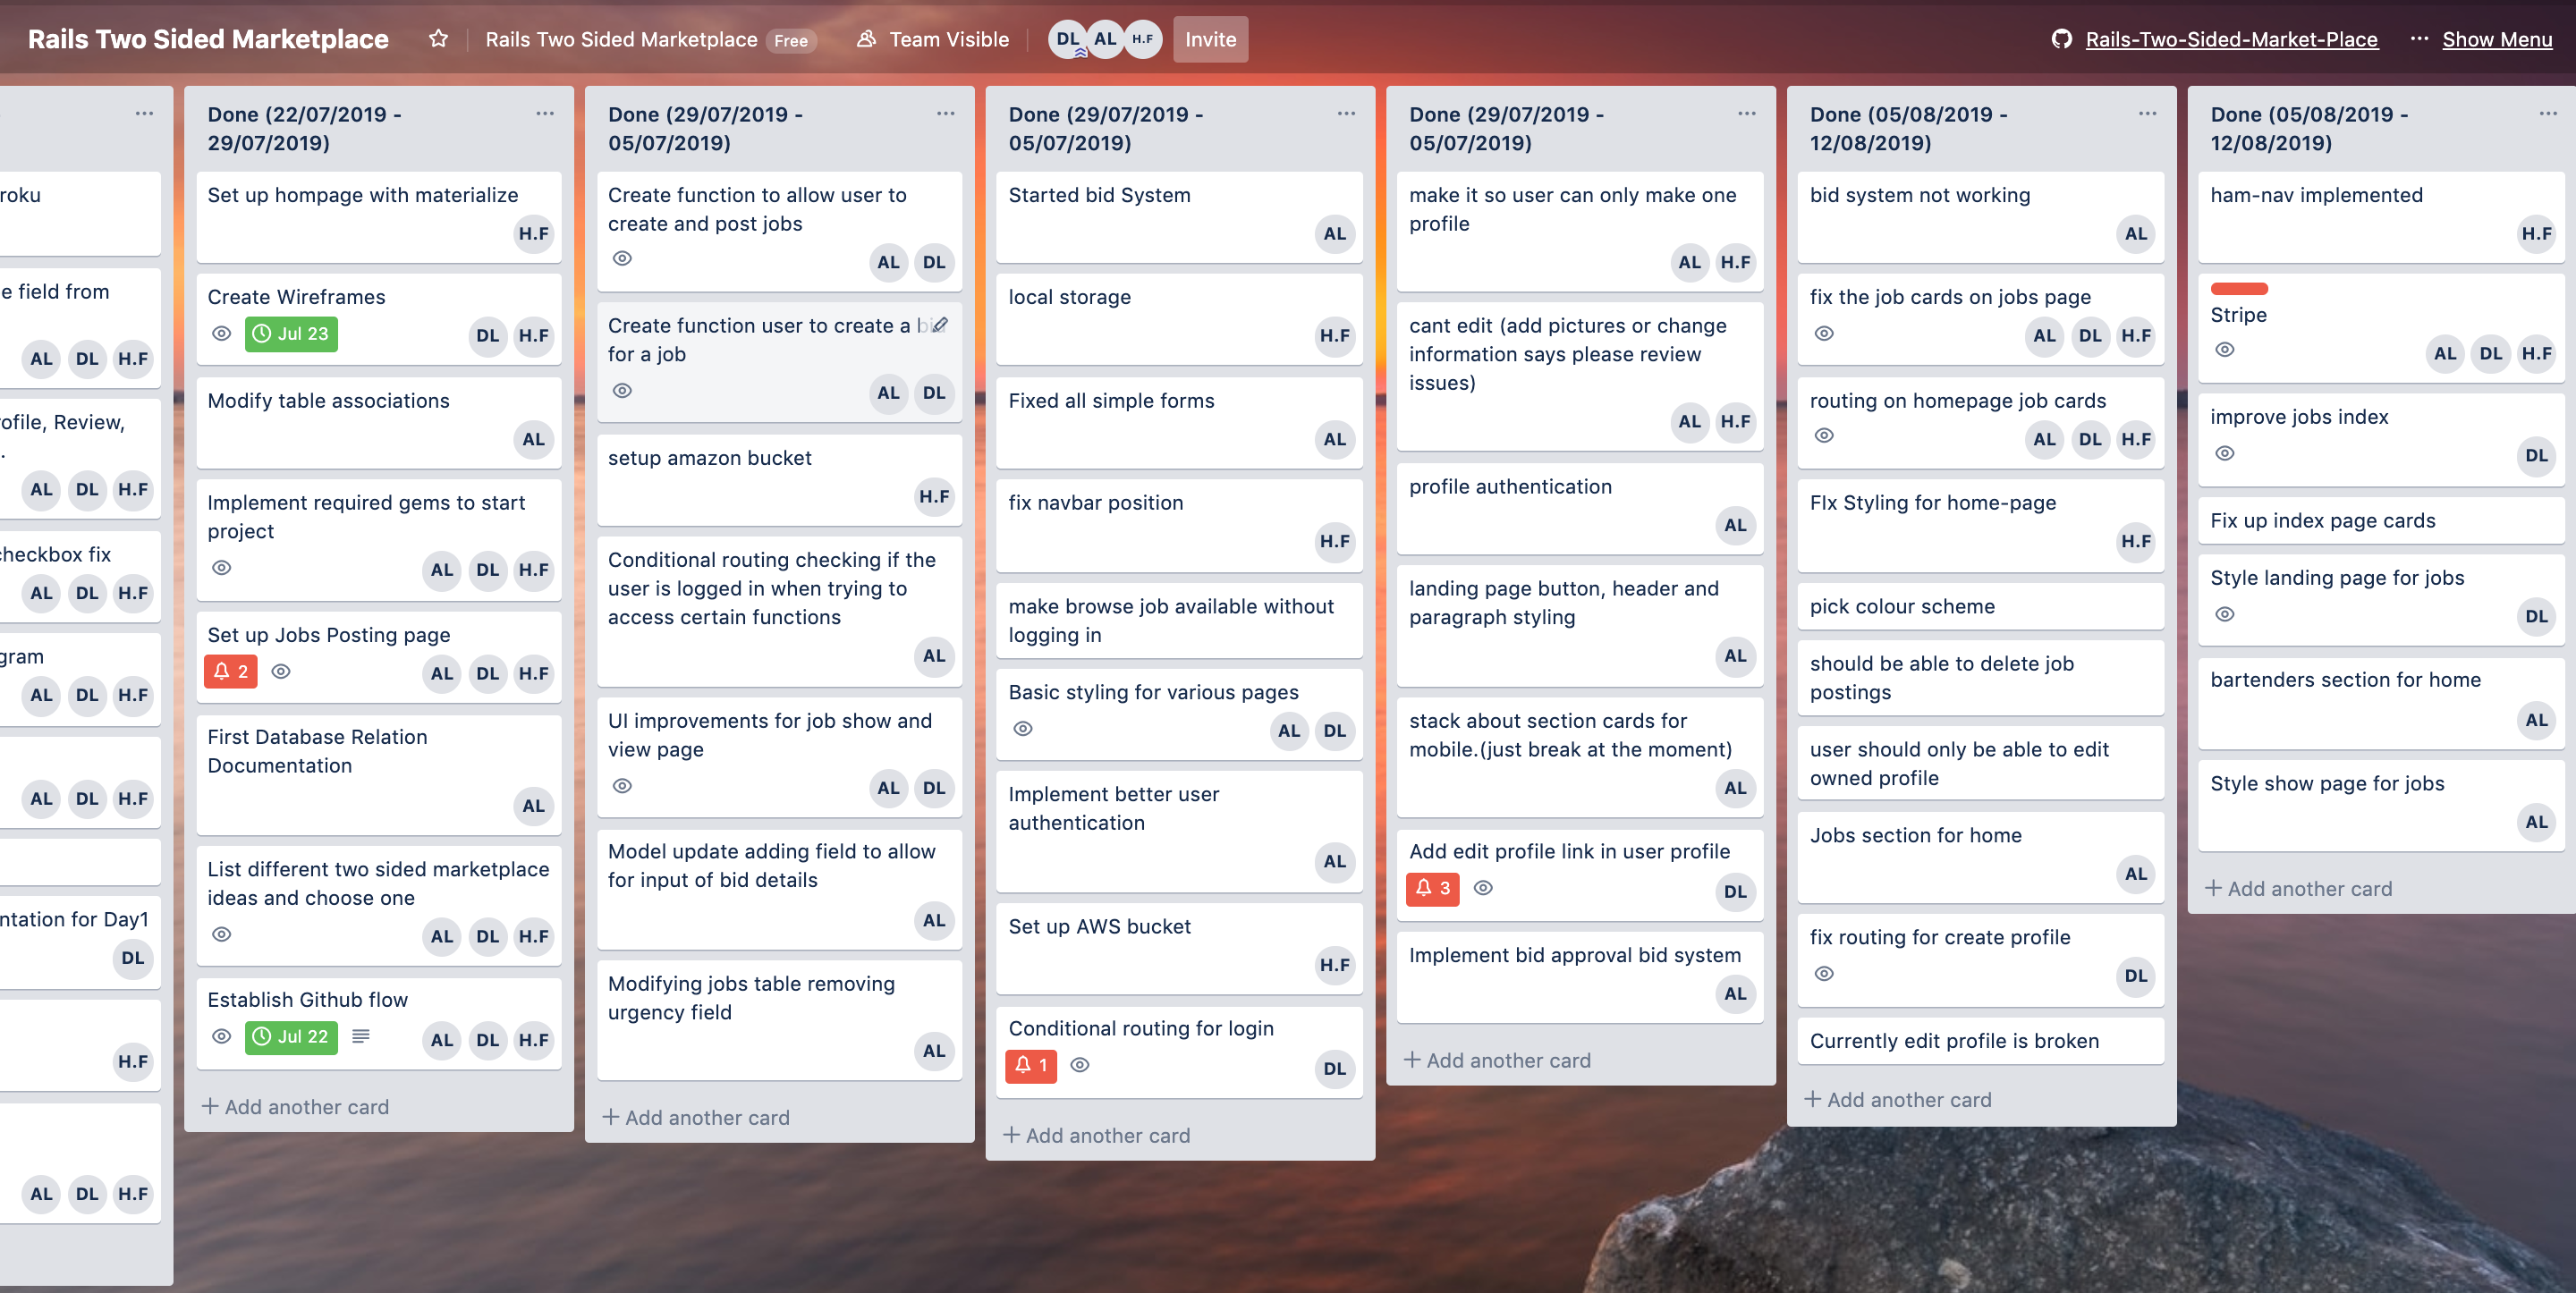 Rails Two Sided Marketplace
Rails Two Sided Marketplace Free
Team Visible
DL AL H.F
Invite
Rails-Two-Sided-Market-Place
Show Menu
roku
e field from
AL DL H.F
ofile, Review,
.
AL DL H.F
checkbox fix
AL DL H.F
gram
AL DL H.F
AL DL H.F
ntation for Day1
DL
H.F
AL DL H.F
Done (22/07/2019 -
29/07/2019)
Set up hompage with materialize
H.F
Create Wireframes
Jul 23 DL H.F
Modify table associations
AL
Implement required gems to start
project
AL DL H.F
Set up Jobs Posting page
2 AL DL H.F
First Database Relation
Documentation
AL
List different two sided marketplace
ideas and choose one
AL DL H.F
Establish Github flow
Jul 22 AL DL H.F
+ Add another card
Done (29/07/2019 -
05/07/2019)
Create function to allow user to
create and post jobs
AL DL
Create function user to create a
for a job
AL DL
setup amazon bucket
H.F
Conditional routing checking if the
user is logged in when trying to
access certain functions
AL
UI improvements for job show and
view page
AL DL
Model update adding field to allow
for input of bid details
AL
Modifying jobs table removing
urgency field
AL
+ Add another card
Done (29/07/2019 -
05/07/2019)
Started bid System
AL
local storage
H.F
Fixed all simple forms
AL
fix navbar position
H.F
make browse job available without
logging in
Basic styling for various pages
AL DL
Implement better user
authentication
AL
Set up AWS bucket
H.F
Conditional routing for login
1 DL
+ Add another card
Done (29/07/2019 -
05/07/2019)
make it so user can only make one
profile
AL H.F
cant edit (add pictures or change
information says please review
issues)
AL H.F
profile authentication
AL
landing page button, header and
paragraph styling
AL
stack about section cards for
mobile.(just break at the moment)
AL
Add edit profile link in user profile
3 DL
Implement bid approval bid system
AL
+ Add another card
Done (05/08/2019 -
12/08/2019)
bid system not working
AL
fix the job cards on jobs page
AL DL H.F
routing on homepage job cards
AL DL H.F
FIx Styling for home-page
H.F
pick colour scheme
should be able to delete job
postings
user should only be able to edit
owned profile
Jobs section for home
AL
fix routing for create profile
DL
Currently edit profile is broken
+ Add another card
Done (05/08/2019 -
12/08/2019)
ham-nav implemented
H.F
Stripe
AL DL H.F
improve jobs index
DL
Fix up index page cards
Style landing page for jobs
DL
bartenders section for home
AL
Style show page for jobs
AL
+ Add another card